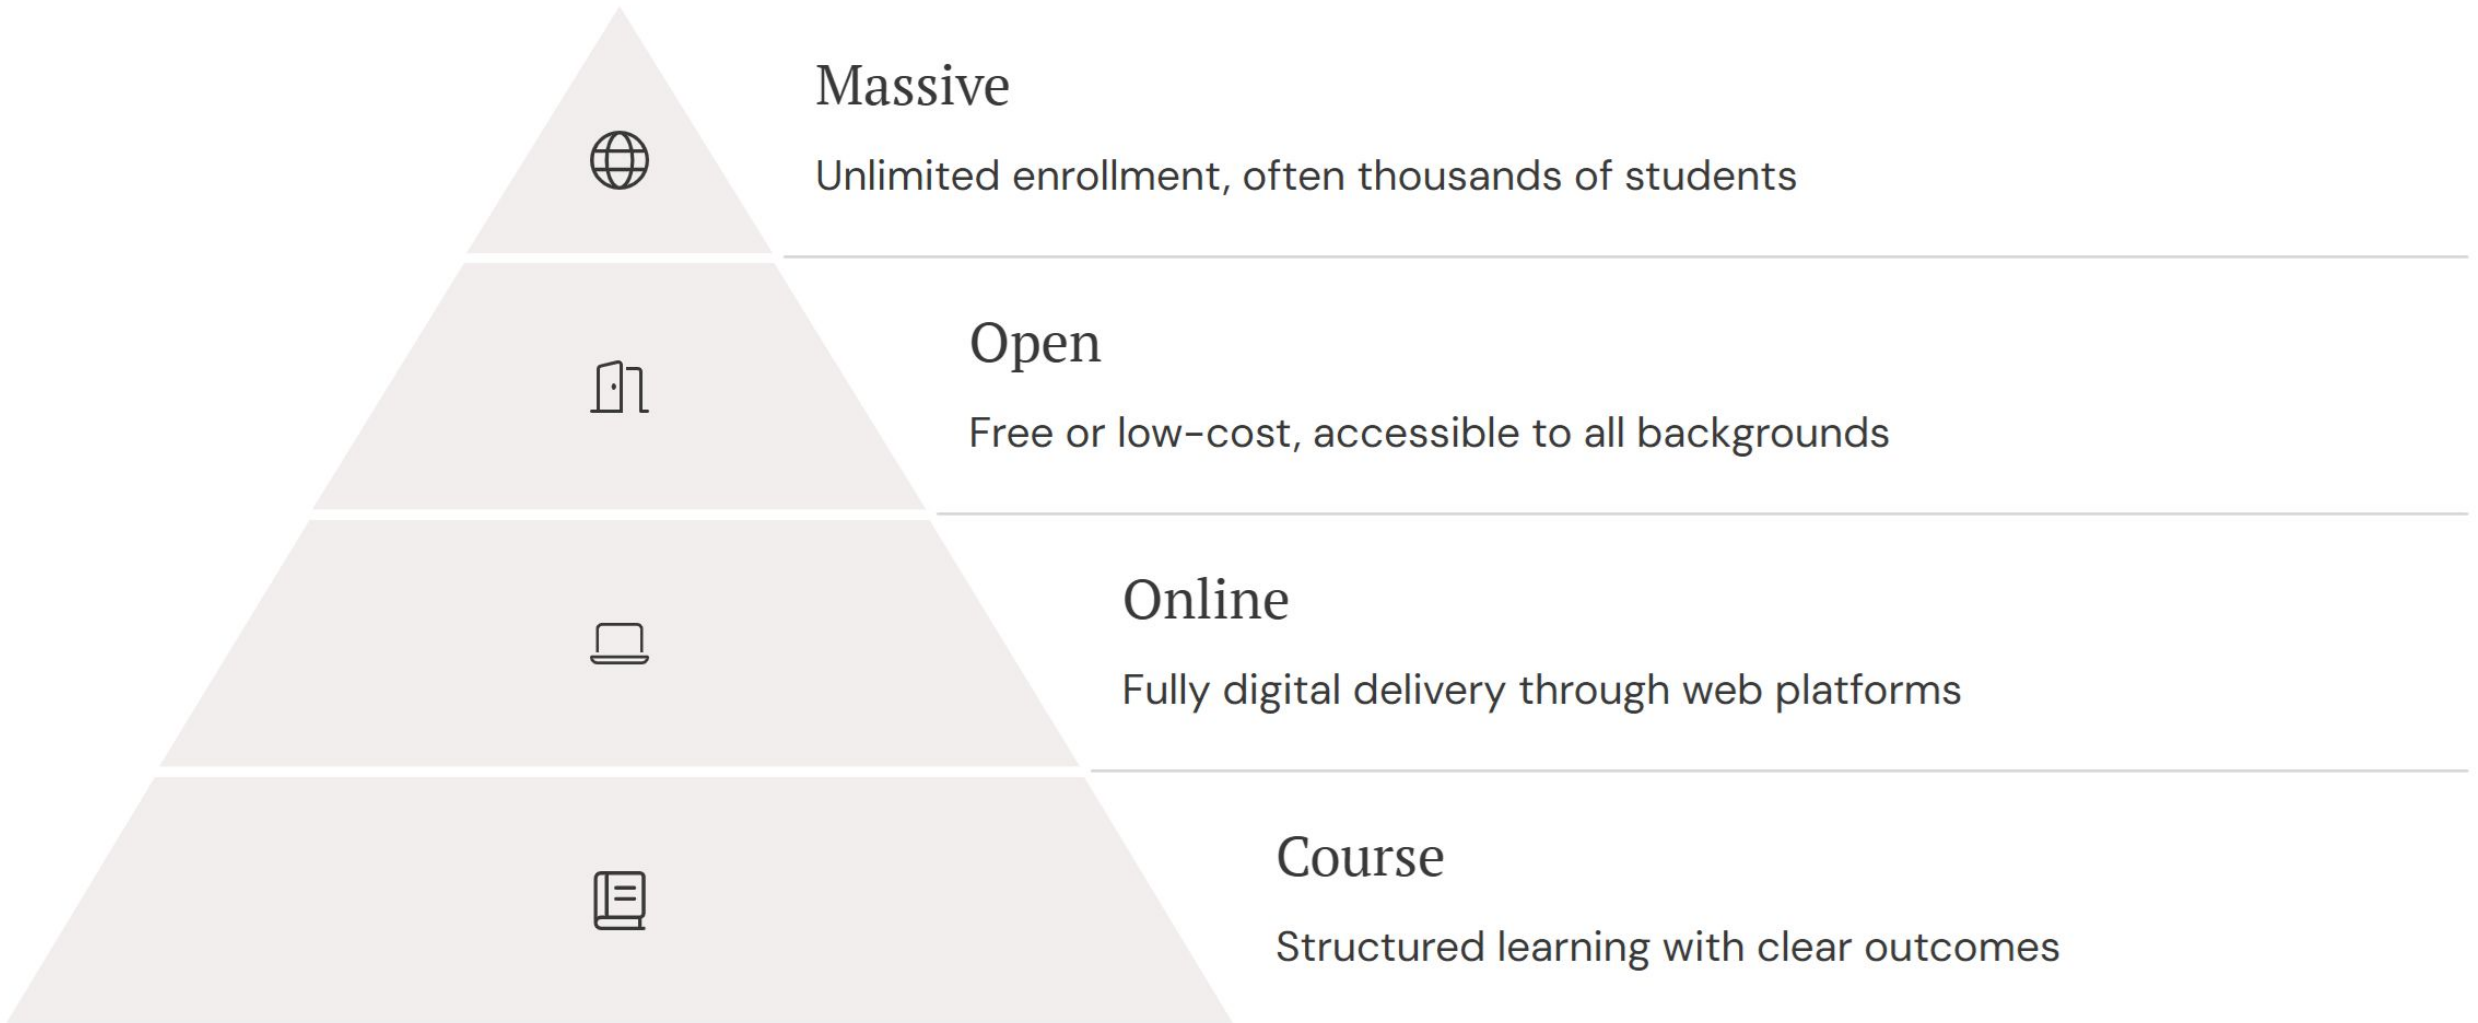 Massive
Unlimited enrollment, often thousands of students
Open
Free or low-cost, accessible to all backgrounds
Online
Fully digital delivery through web platforms
Course
Structured learning with clear outcomes